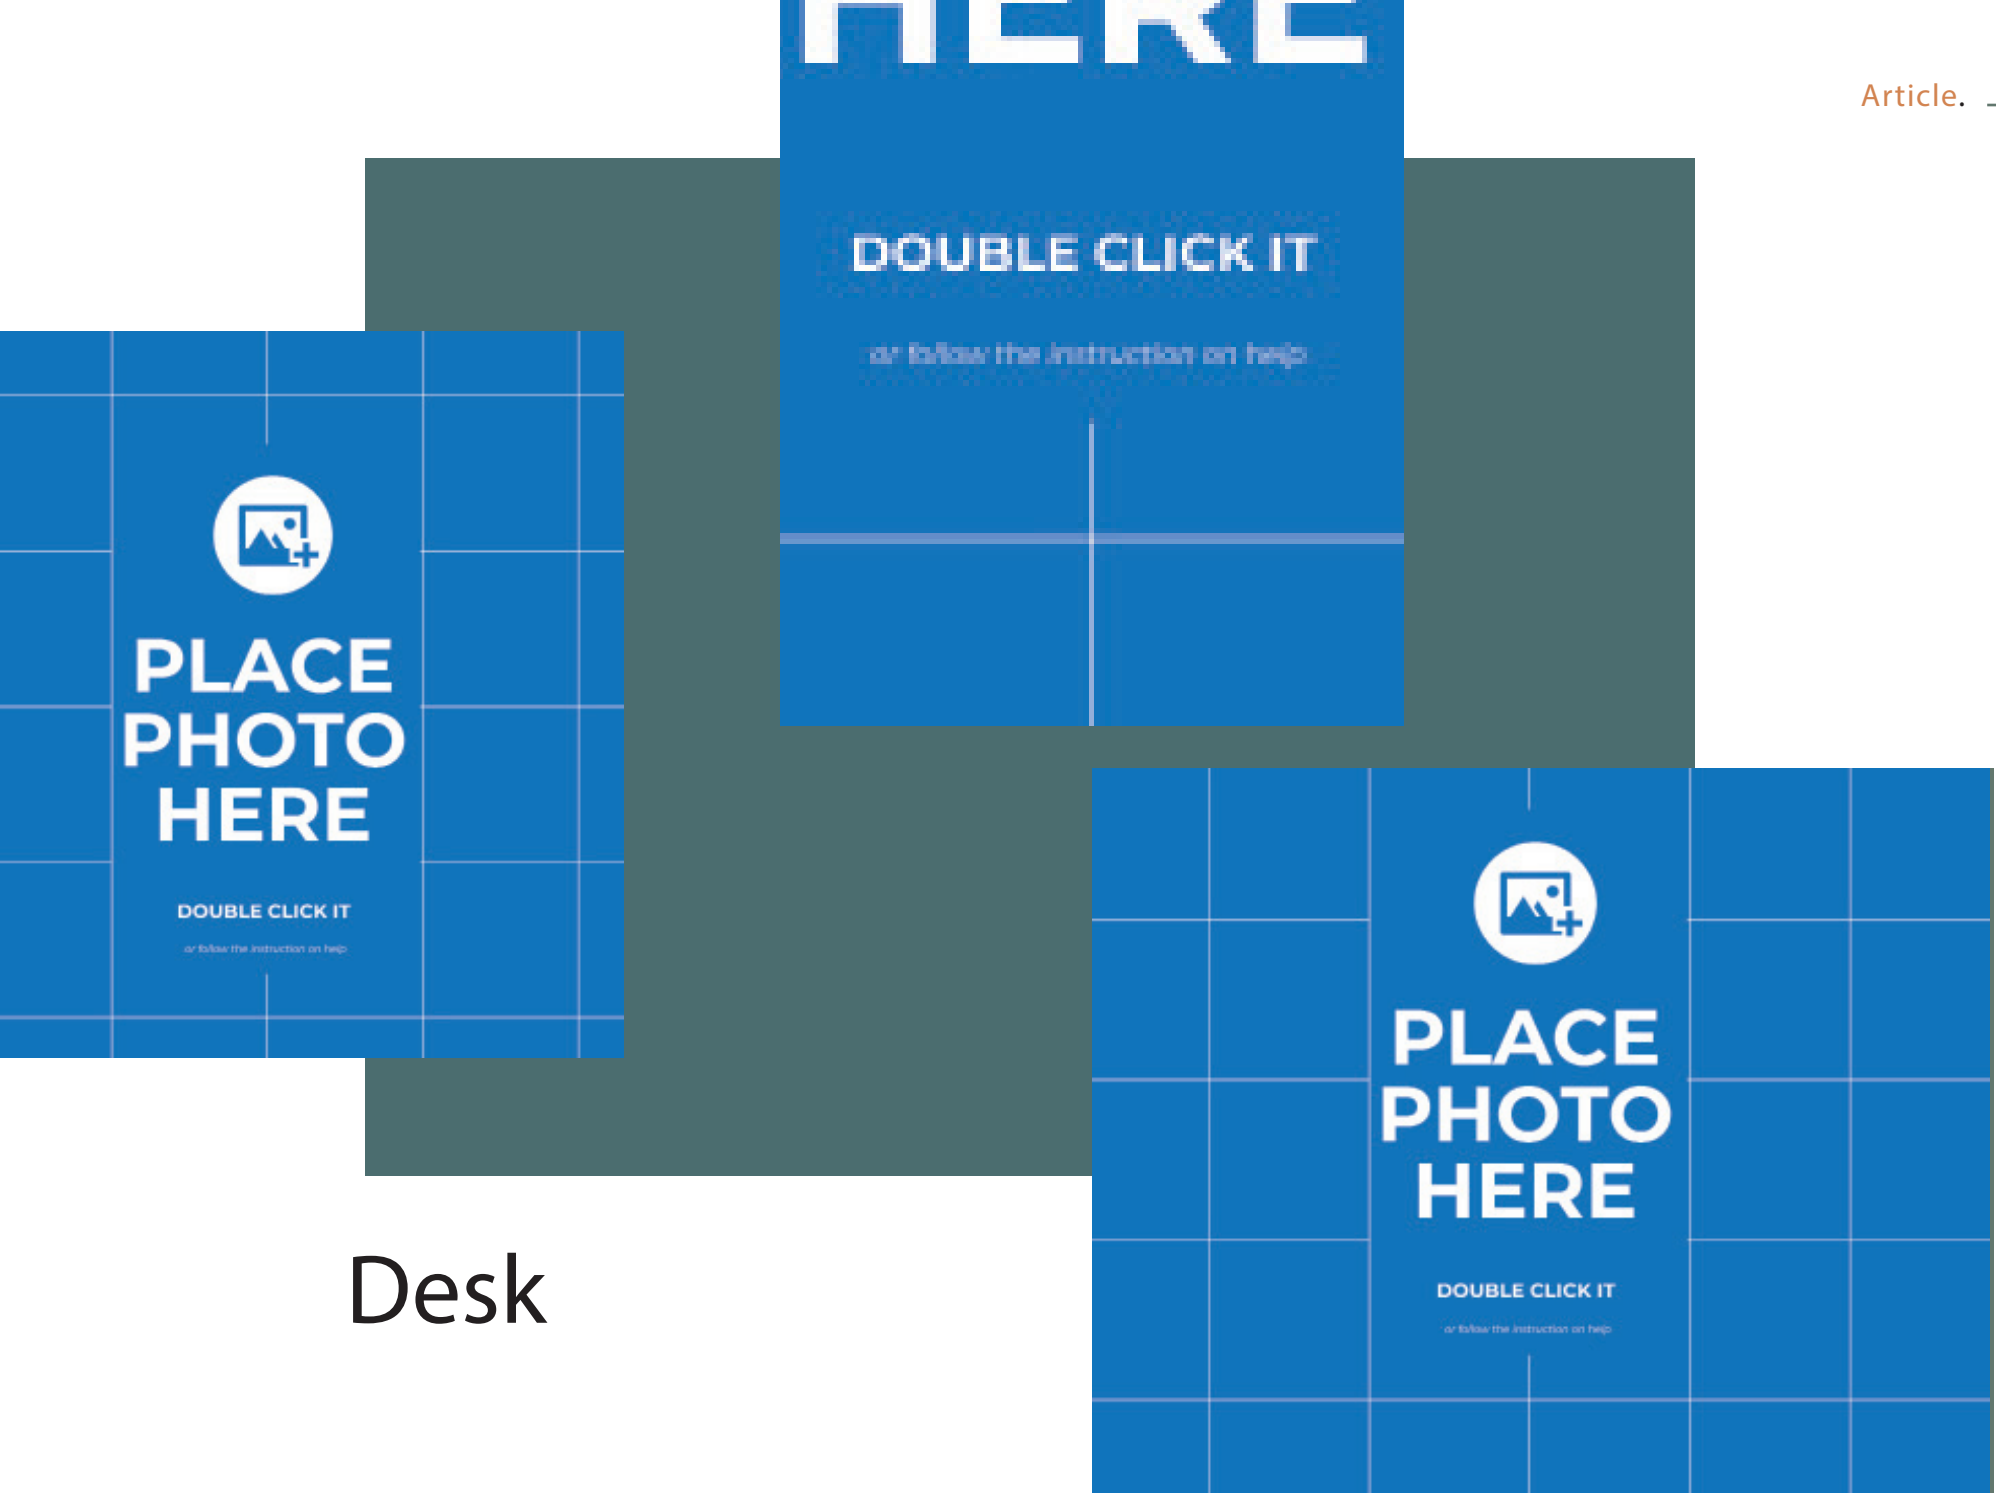 HERE
Article.
DOUBLE CLICK IT
or follow the instruction on help
PLACE
PHOTO
HERE
DOUBLE CLICK IT
or follow the instruction on help
PLACE
PHOTO
HERE
DOUBLE CLICK IT
or follow the instruction on help
Desk